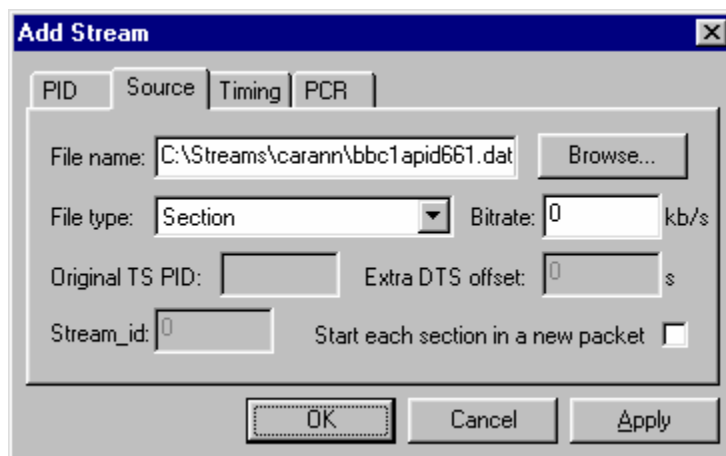 Add Stream
PID Source Timing PCR
File name: C:\Streams\carann\bbc1apid661.dat Browse...
File type: Section Bitrate: 0 kb/s
Original TS PID: Extra DTS offset: 0 s
Stream_id: 0 Start each section in a new packet
OK Cancel Apply